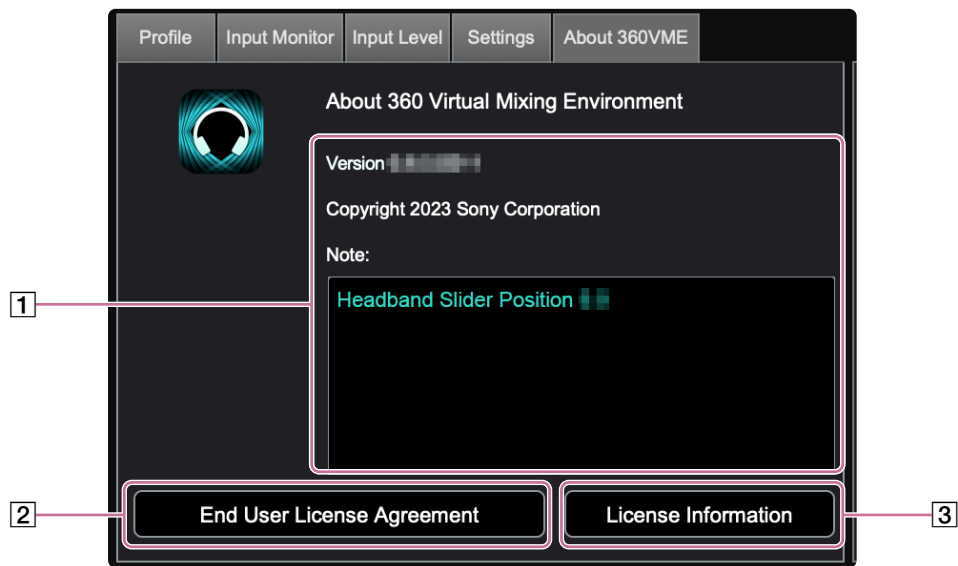 Profile
Input Monitor
Input Level
Settings
About 360VME
About 360 Virtual Mixing Environment
Version
Copyright 2023 Sony Corporation
Note:
1
Headband Slider Position
2
End User License Agreement
License Information
3